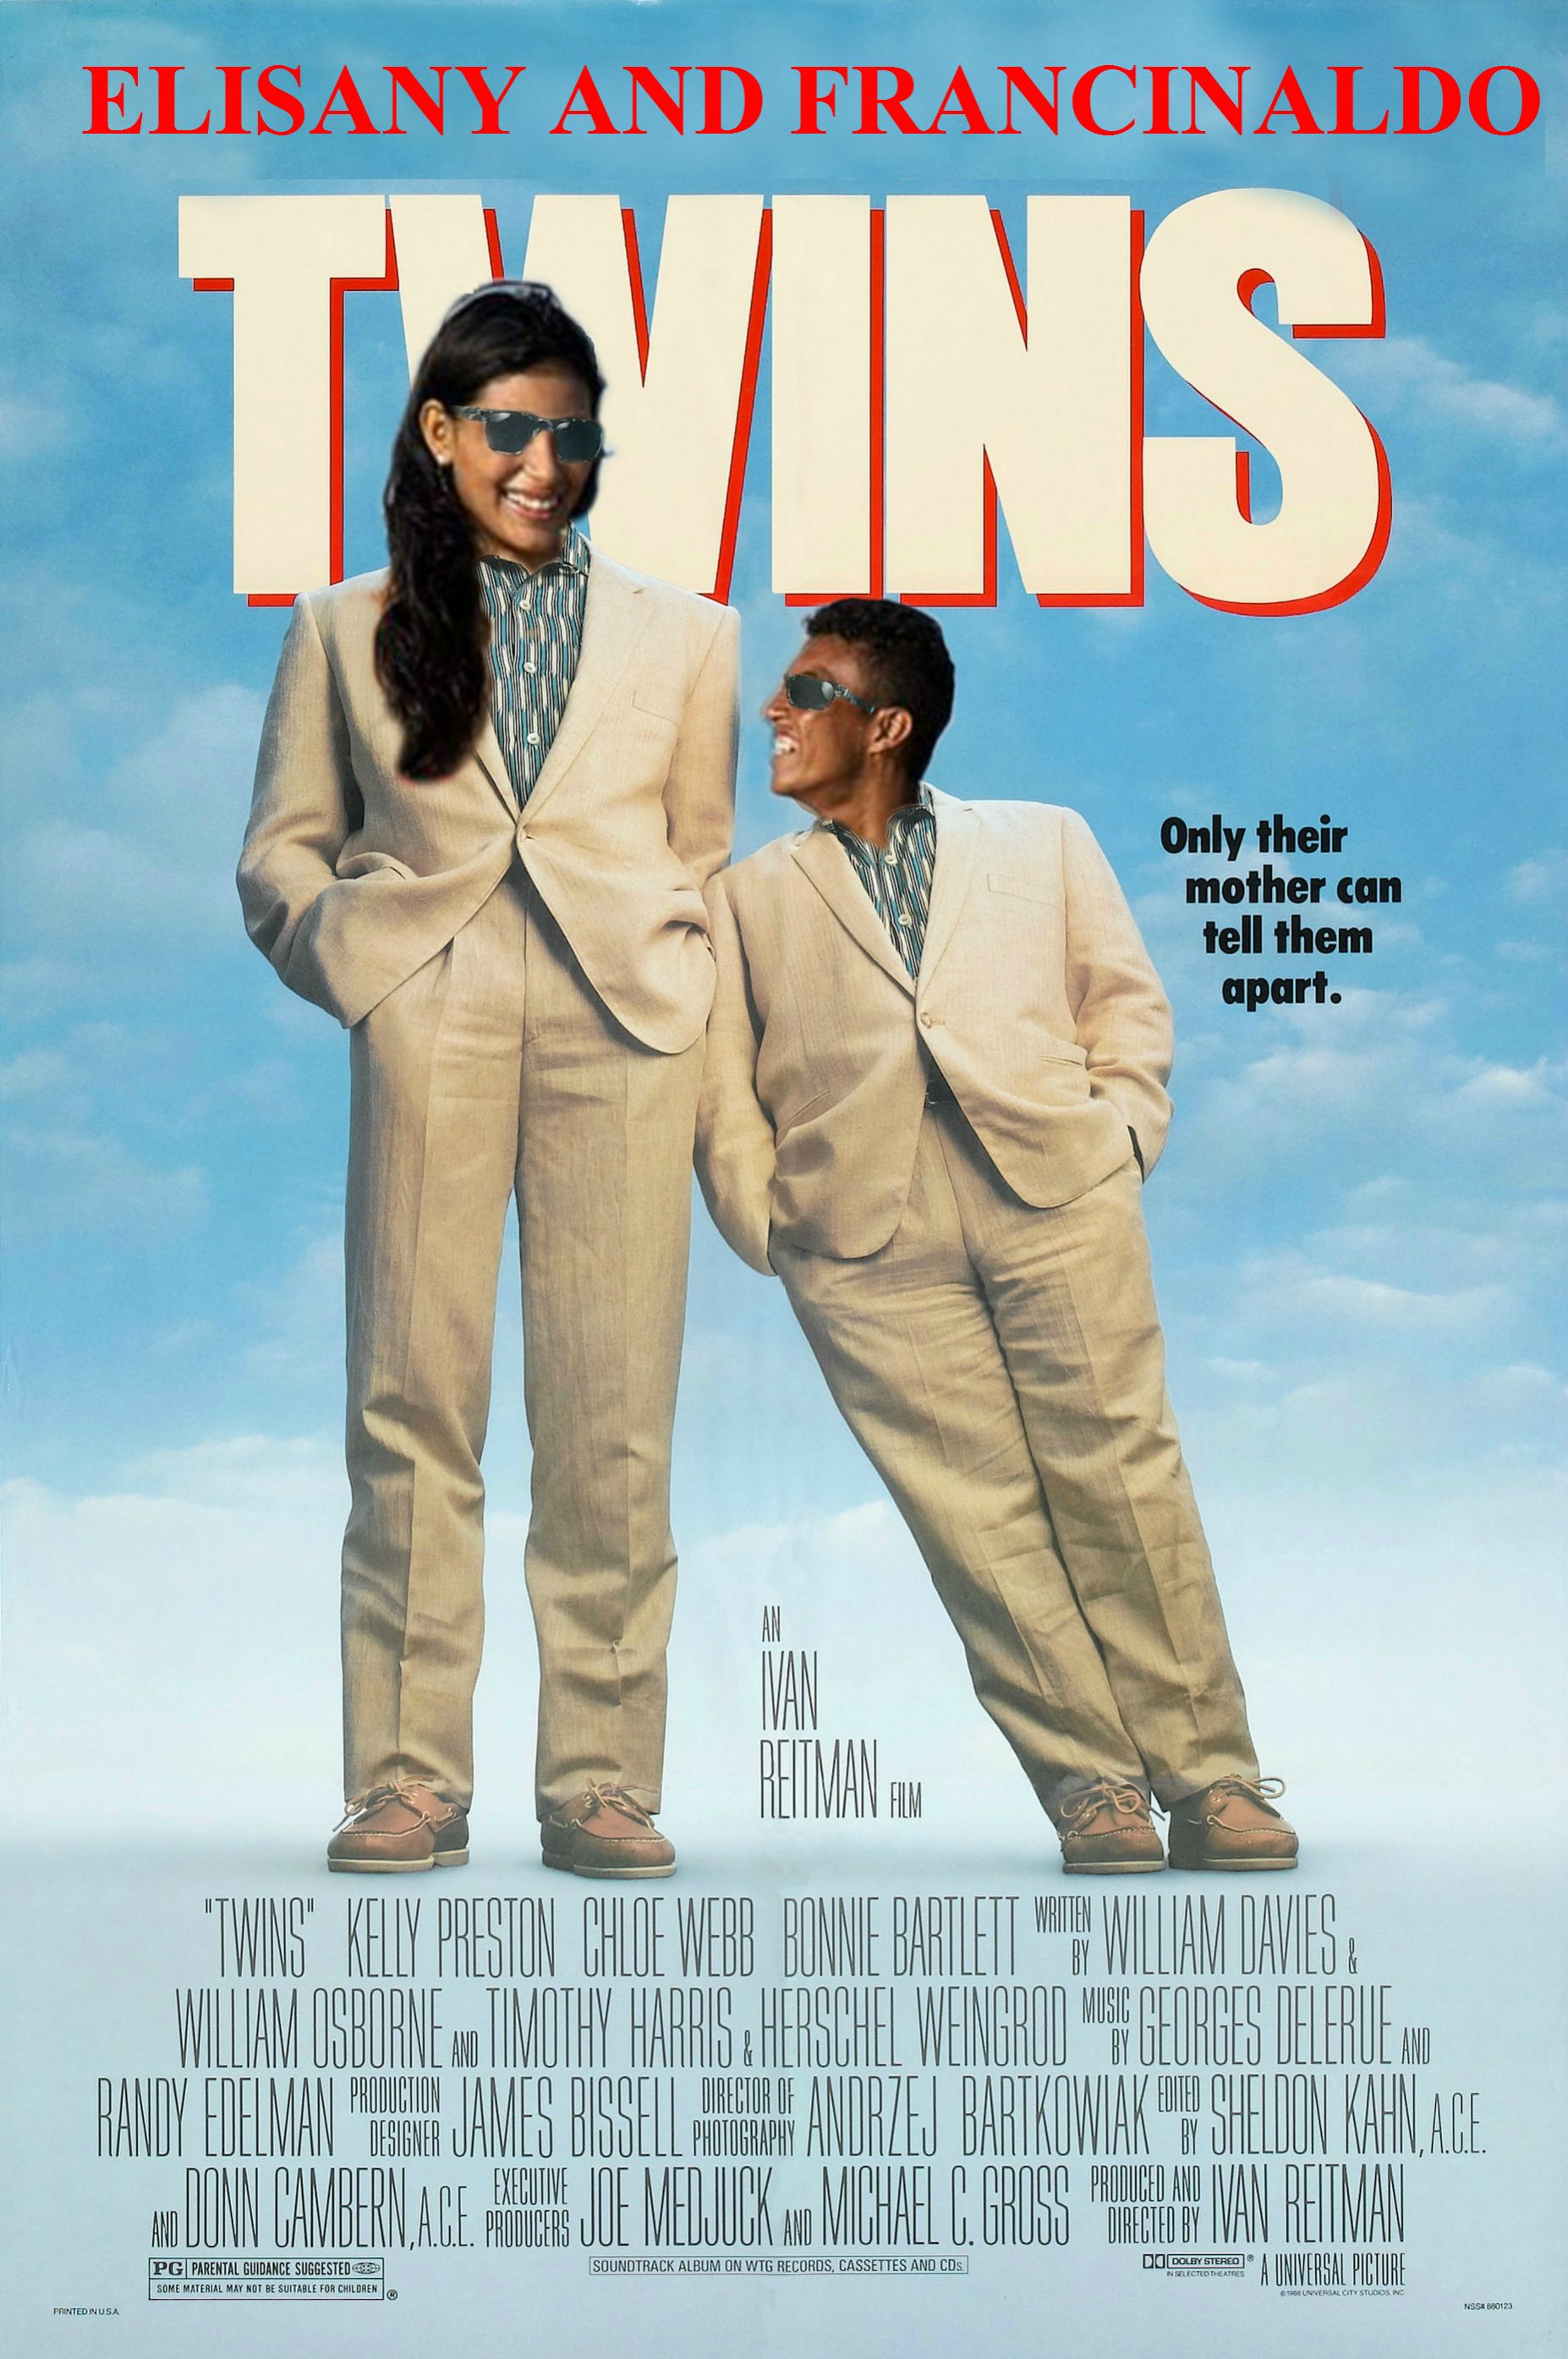 ELISANY AND FRANCINALDO
TWINS
Only their
mother can
tell them
apart.
AN
IVAN
REITMAN FILM
"TWINS" KELLY PRESTON CHLOE WEBB BONNIE BARTLETT WRITTEN BY WILLIAM DAVIES &
WILLIAM OSBORNE AND TIMOTHY HARRIS & HERSCHEL WEINGROD MUSIC BY GEORGES DELERUE AND
RANDY EDELMAN PRODUCTION DESIGNER JAMES BISSELL DIRECTOR OF PHOTOGRAPHY ANDRZEJ BARTKOWIAK EDITED BY SHELDON KAHN, A.C.E.
AND DONN CAMBERN, A.C.E. EXECUTIVE PRODUCERS JOE MEDJUCK AND MICHAEL C. GROSS PRODUCED AND DIRECTED BY IVAN REITMAN
PG PARENTAL GUIDANCE SUGGESTED
SOME MATERIAL MAY NOT BE SUITABLE FOR CHILDREN ®
SOUNDTRACK ALBUM ON WTG RECORDS, CASSETTES AND CDs.
DOLBY STEREO ®
IN SELECTED THEATRES
A UNIVERSAL PICTURE
© 1988 UNIVERSAL CITY STUDIOS, INC.
PRINTED IN U.S.A.
NSS# 880123